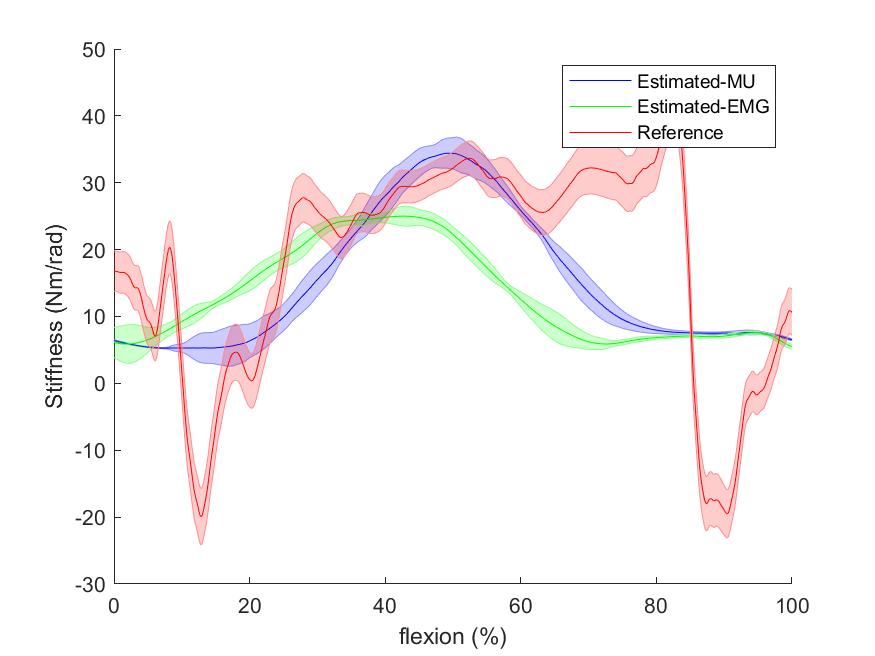 50
40
30
20
10
0
-10
-20
-30
Stiffness (Nm/rad)
Estimated-MU
Estimated-EMG
Reference
0 20 40 60 80 100
flexion (%)